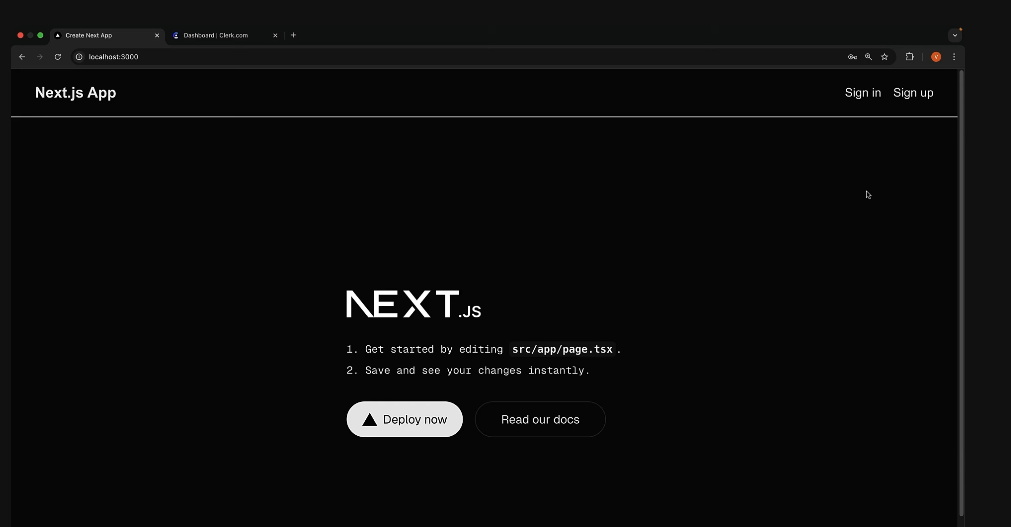 Create Next App
Dashboard | Clerk.com
localhost:3000
V
Next.js App
Sign in
Sign up
NEXT.JS
1. Get started by editing src/app/page.tsx.
2. Save and see your changes instantly.
Deploy now
Read our docs